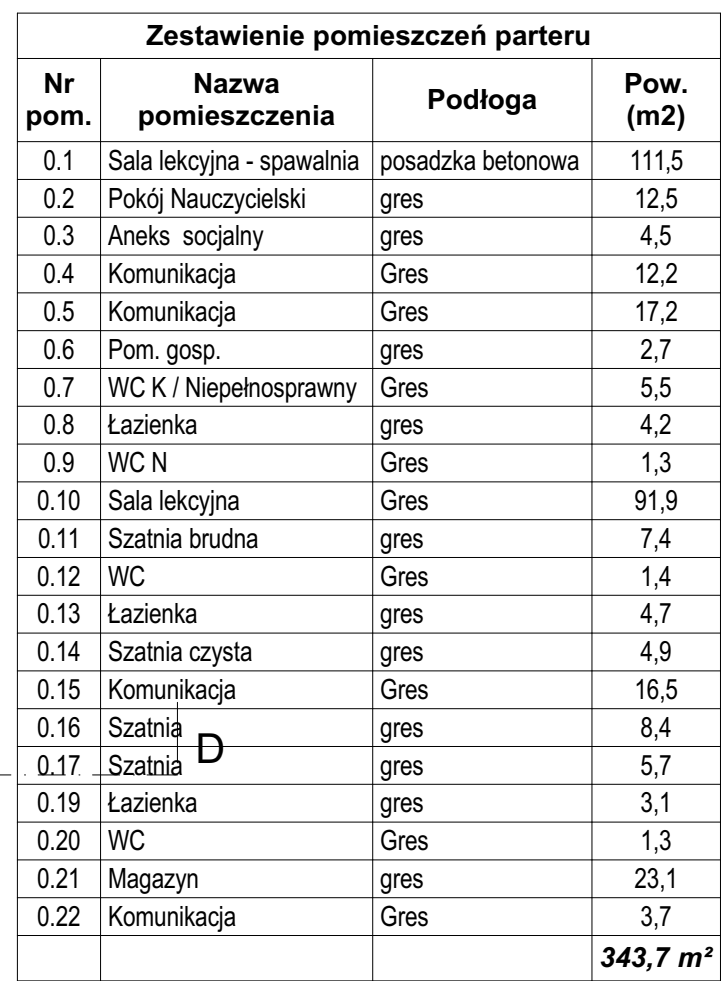 Zestawienie pomieszczeń parteru
Nr pom. Nazwa pomieszczenia Podłoga Pow. (m2)
0.1 Sala lekcyjna - spawalnia posadzka betonowa 111,5
0.2 Pokój Nauczycielski gres 12,5
0.3 Aneks socjalny gres 4,5
0.4 Komunikacja Gres 12,2
0.5 Komunikacja Gres 17,2
0.6 Pom. gosp. gres 2,7
0.7 WC K / Niepełnosprawny Gres 5,5
0.8 Łazienka gres 4,2
0.9 WC N Gres 1,3
0.10 Sala lekcyjna Gres 91,9
0.11 Szatnia brudna gres 7,4
0.12 WC Gres 1,4
0.13 Łazienka gres 4,7
0.14 Szatnia czysta gres 4,9
0.15 Komunikacja Gres 16,5
0.16 Szatnia gres 8,4
D
0.17 Szatnia gres 5,7
0.19 Łazienka gres 3,1
0.20 WC Gres 1,3
0.21 Magazyn gres 23,1
0.22 Komunikacja Gres 3,7
343,7 m²